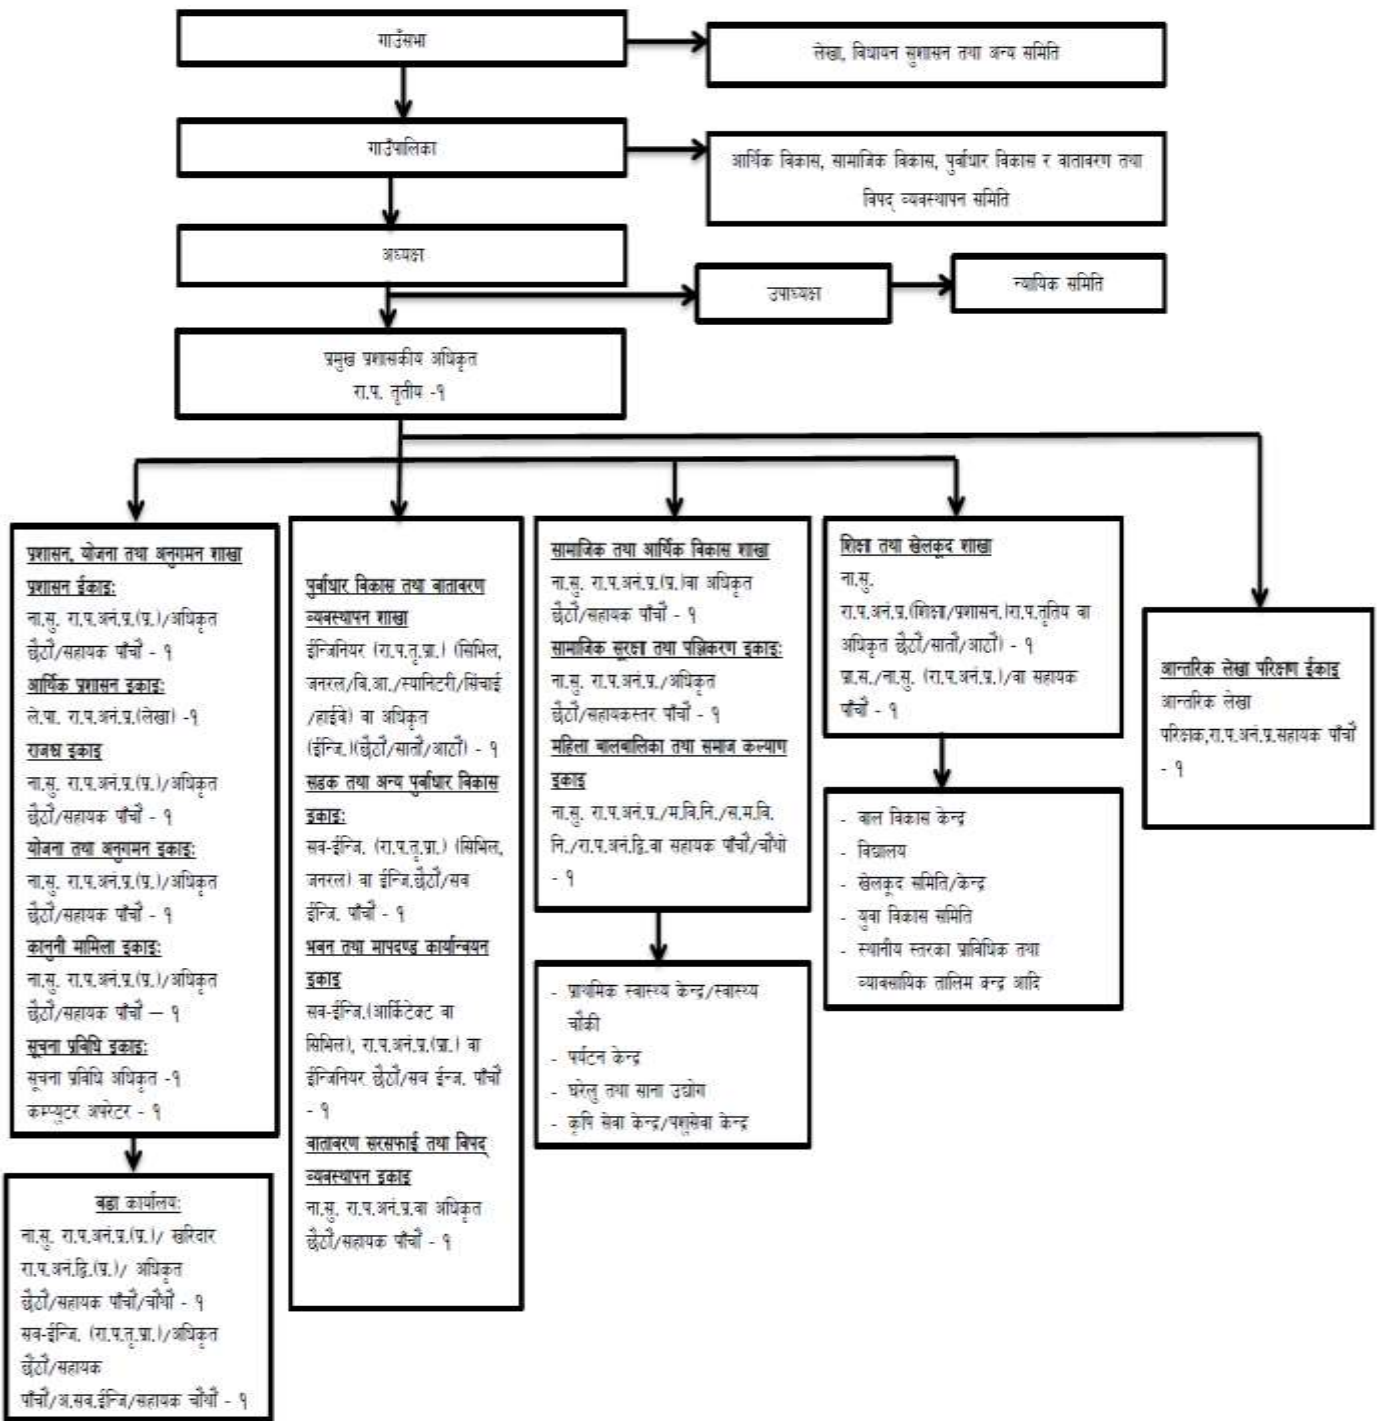 गाउँसभा
लेखा, विधायन सुशासन तथा अन्य समिति
गाउँपालिका
आर्थिक विकास, सामाजिक विकास, पुर्वाधार विकास र वातावरण तथा
विपद् व्यवस्थापन समिति
अध्यक्ष
उपाध्यक्ष
न्यायिक समिति
प्रमुख प्रशासकीय अधिकृत
रा.प. तृतीय -१
प्रशासन, योजना तथा अनुगमन शाखा
प्रशासन ईकाइ:
ना.सु. रा.प.अनं.प्र.(प्र.)/अधिकृत
छैठौं/सहायक पाँचौं - १
आर्थिक प्रशासन इकाइ:
ले.पा. रा.प.अनं.प्र.(लेखा) -१
राजश्व इकाइ
ना.सु. रा.प.अनं.प्र.(प्र.)/अधिकृत
छैठौं/सहायक पाँचौं - १
योजना तथा अनुगमन इकाइ:
ना.सु. रा.प.अनं.प्र.(प्र.)/अधिकृत
छैठौं/सहायक पाँचौं - १
कानुनी मामिला इकाइ:
ना.सु. रा.प.अनं.प्र.(प्र.)/अधिकृत
छैठौं/सहायक पाँचौं – १
सूचना प्रविधि इकाइ:
सूचना प्रविधि अधिकृत -१
कम्प्युटर अपरेटर - १
वडा कार्यालय:
ना.सु. रा.प.अनं.प्र.(प्र.)/ खरिदार
रा.प.अनं.द्वि.(प्र.)/ अधिकृत
छैठौं/सहायक पाँचौं/चौथौं - १
सव-ईन्जि. (रा.प.तृ.प्रा.)/अधिकृत
छैठौं/सहायक
पाँचौं/अ.सव.ईन्जि/सहायक चौथौं - १
पुर्वाधार विकास तथा वातावरण
व्यवस्थापन शाखा
ईन्जिनियर (रा.प.तृ.प्रा.) (सिभिल,
जनरल/वि.आ./स्यानिटरी/सिंचाई
/हाईवे) वा अधिकृत
(ईन्जि.)(छैठौं/सातौं/आठौं) - १
सडक तथा अन्य पुर्वाधार विकास
इकाइ:
सव-ईन्जि. (रा.प.तृ.प्रा.) (सिभिल,
जनरल) वा ईन्जि.छैठौं/सव
ईन्जि. पाँचौं - १
भवन तथा मापदण्ड कार्यान्वयन
इकाइ
सव-ईन्जि.(आर्किटेक्ट वा
सिभिल), रा.प.अनं.प्र.(प्रा.) वा
ईन्जिनियर छैठौं/सव ईन्ज. पाँचौं
- १
वातावरण सरसफाई तथा विपद्
व्यवस्थापन इकाइ
ना.सु. रा.प.अनं.प्र.वा अधिकृत
छैठौं/सहायक पाँचौं - १
सामाजिक तथा आर्थिक विकास शाखा
ना.सु. रा.प.अनं.प्र.(प्र.)वा अधिकृत
छैठौं/सहायक पाँचौं - १
सामाजिक सुरक्षा तथा पञ्जिकरण इकाइ:
ना.सु. रा.प.अनं.प्र./अधिकृत
छैठौं/सहायकस्तर पाँचौं - १
महिला बालबालिका तथा समाज कल्याण
इकाइ
ना.सु. रा.प.अनं.प्र./म.वि.नि./स.म.वि.
नि./रा.प.अनं.द्वि.वा सहायक पाँचौं/चौथो
- १
- प्राथमिक स्वास्थ्य केन्द्र/स्वास्थ्य
चौकी
- पर्यटन केन्द्र
- घरेलु तथा साना उद्योग
- कृषि सेवा केन्द्र/पशुसेवा केन्द्र
शिक्षा तथा खेलकूद शाखा
ना.सु.
रा.प.अनं.प्र.(शिक्षा/प्रशासन.)रा.प.तृतिय वा
अधिकृत छैठौं/सातौं/आठौं) - १
प्रा.स./ना.सु. (रा.प.अनं.प्र.)/वा सहायक
पाँचौं - १
- वाल विकास केन्द्र
- विद्यालय
- खेलकूद समिति/केन्द्र
- युवा विकास समिति
- स्थानीय स्तरका प्राविधिक तथा
व्यावसायिक तालिम केन्द्र आदि
आन्तरिक लेखा परिक्षण ईकाइ
आन्तरिक लेखा
परिक्षक,रा.प.अनं.प्र.सहायक पाँचौं
- १